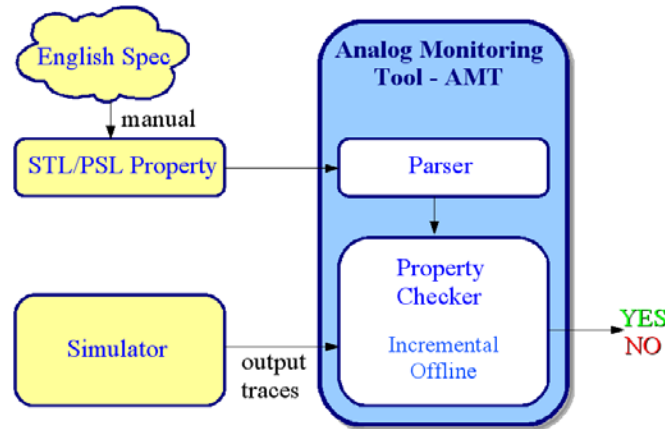 English Spec
manual
STL/PSL Property
Simulator
output
traces
Analog Monitoring
Tool - AMT
Parser
Property
Checker
Incremental
Offline
YES
NO